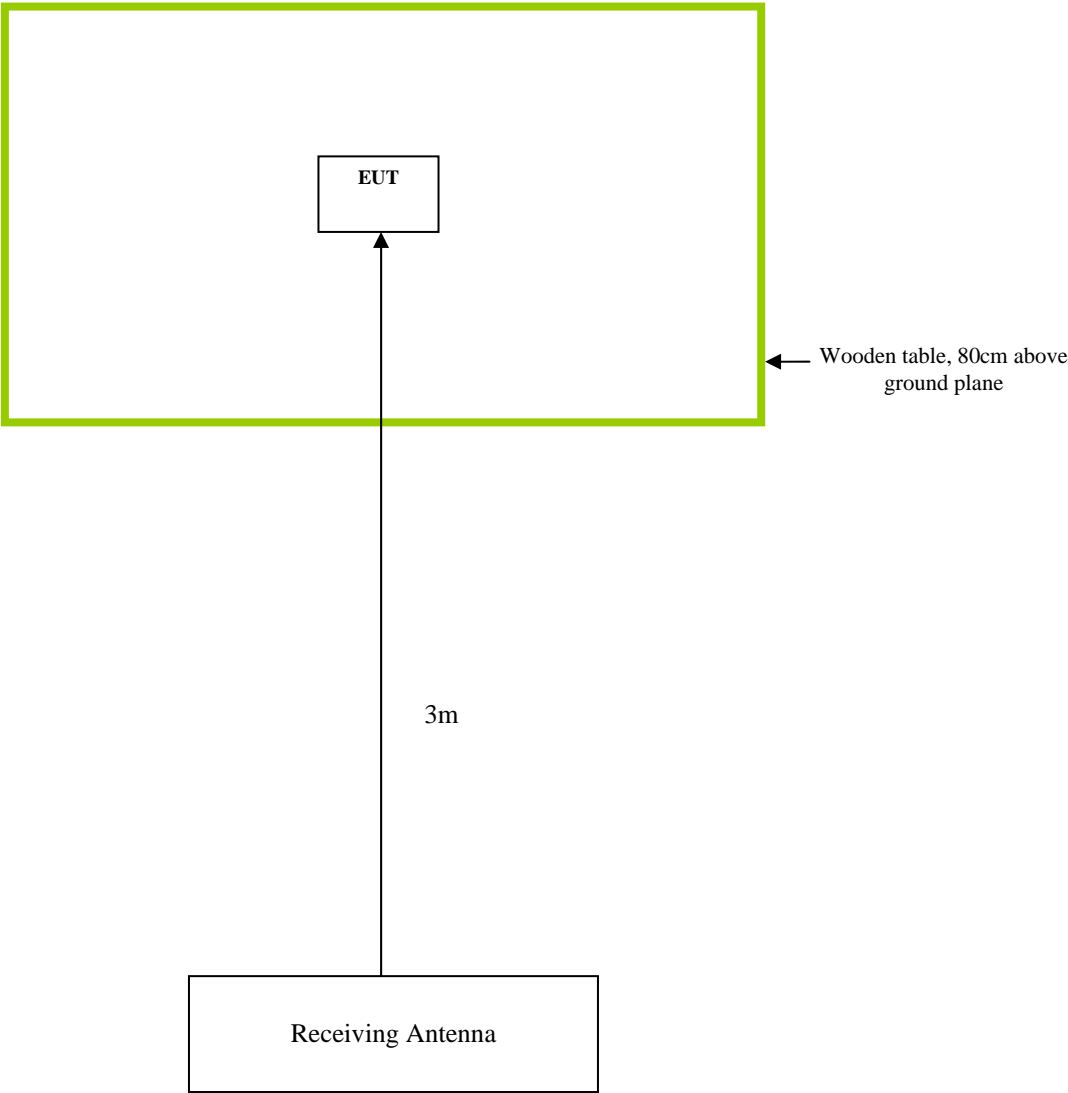 EUT
Wooden table, 80cm above
ground plane
3m
Receiving Antenna